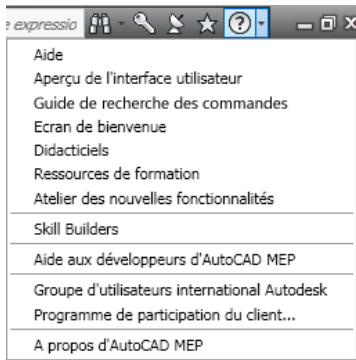 expressio
Aide
Aperçu de l'interface utilisateur
Guide de recherche des commandes
Ecran de bienvenue
Didacticiels
Ressources de formation
Atelier des nouvelles fonctionnalités
Skill Builders
Aide aux développeurs d'AutoCAD MEP
Groupe d'utilisateurs international Autodesk
Programme de participation du client...
A propos d'AutoCAD MEP